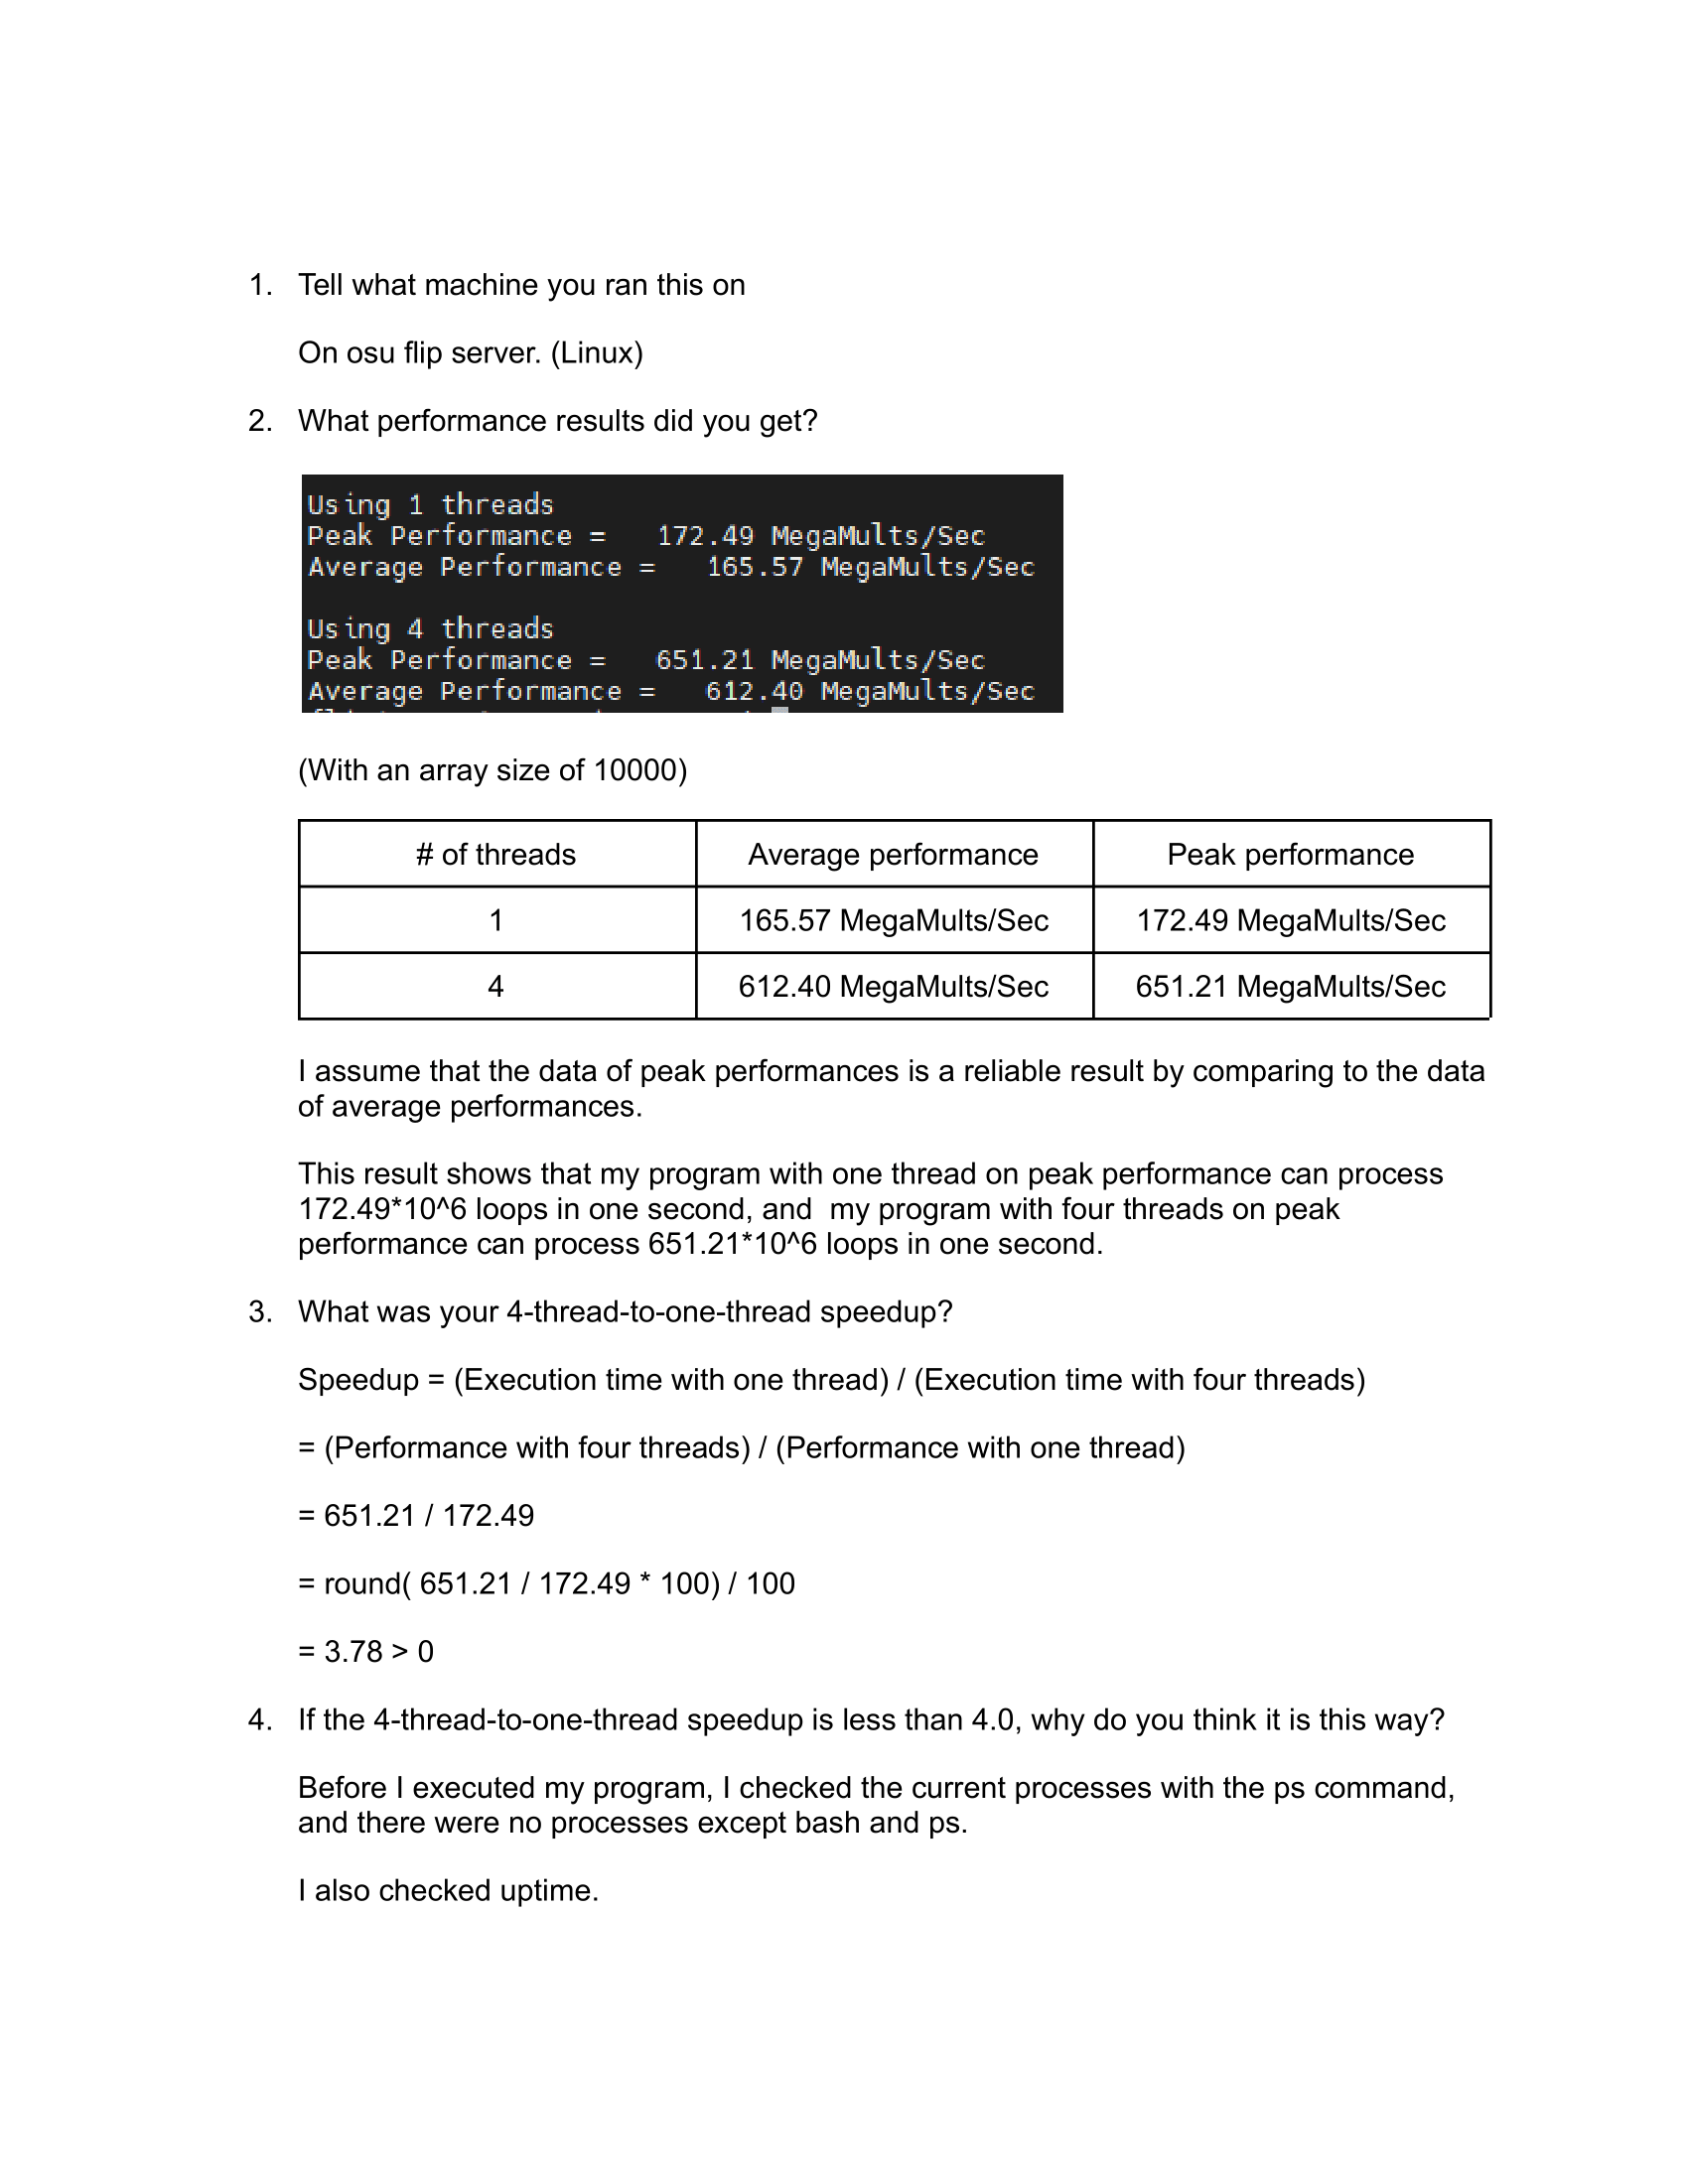 1. Tell what machine you ran this on
On osu flip server. (Linux)
2. What performance results did you get?
Using 1 threads
Peak Performance =   172.49 MegaMults/Sec
Average Performance =   165.57 MegaMults/Sec
Using 4 threads
Peak Performance =   651.21 MegaMults/Sec
Average Performance =   612.40 MegaMults/Sec
(With an array size of 10000)
# of threads Average performance Peak performance
1 165.57 MegaMults/Sec 172.49 MegaMults/Sec
4 612.40 MegaMults/Sec 651.21 MegaMults/Sec
I assume that the data of peak performances is a reliable result by comparing to the data
of average performances.
This result shows that my program with one thread on peak performance can process
172.49*10^6 loops in one second, and  my program with four threads on peak
performance can process 651.21*10^6 loops in one second.
3. What was your 4-thread-to-one-thread speedup?
Speedup = (Execution time with one thread) / (Execution time with four threads)
= (Performance with four threads) / (Performance with one thread)
= 651.21 / 172.49
= round( 651.21 / 172.49 * 100) / 100
= 3.78 > 0
4. If the 4-thread-to-one-thread speedup is less than 4.0, why do you think it is this way?
Before I executed my program, I checked the current processes with the ps command,
and there were no processes except bash and ps.
I also checked uptime.